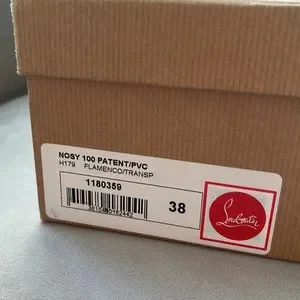 NOSY 100 PATENT/PVC
H179 FLAMENCO/TRANSP
1180359
38
Louboutin